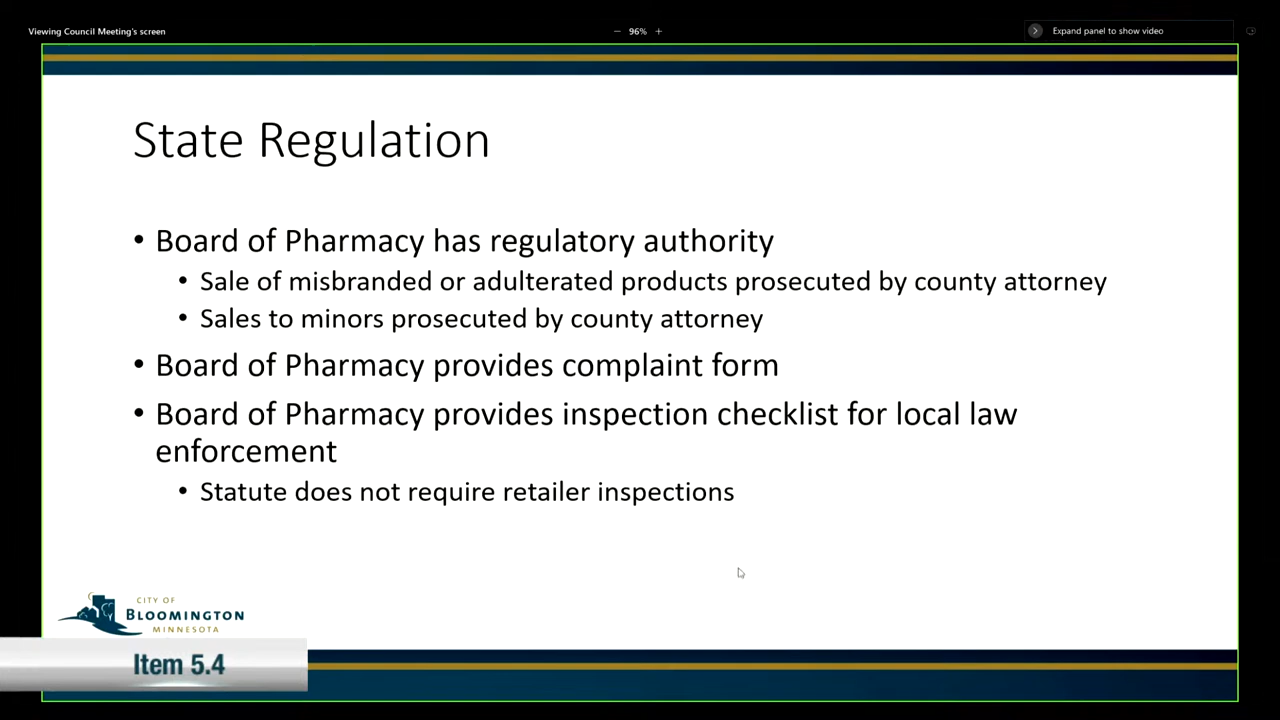 Viewing Council Meeting's screen
− 96% +
Expand panel to show video
State Regulation
• Board of Pharmacy has regulatory authority
• Sale of misbranded or adulterated products prosecuted by county attorney
• Sales to minors prosecuted by county attorney
• Board of Pharmacy provides complaint form
• Board of Pharmacy provides inspection checklist for local law
enforcement
• Statute does not require retailer inspections
CITY OF
BLOOMINGTON
MINNESOTA
Item 5.4